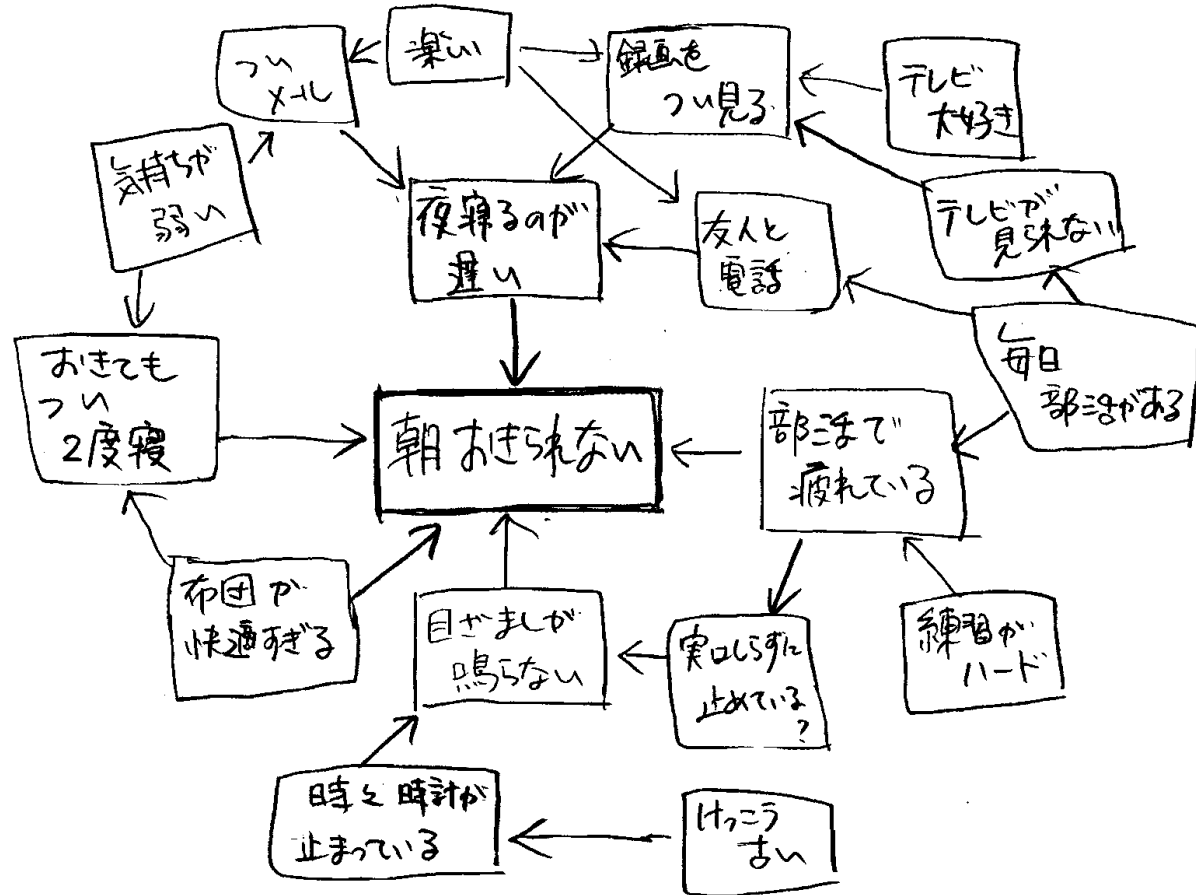 楽しい
つい
メール
録画を
つい見る
テレビ
大好き
気持ちが
弱い
夜寝るのが
遅い
友人と
電話
テレビが
見られない
毎日
部活がある
おきても
つい
2度寝
朝おきられない
部活で
疲れている
布団が
快適すぎる
目ざましが
鳴らない
実はしらずに
止めている
?
練習が
ハード
時々時計が
止まっている
けっこう
古い